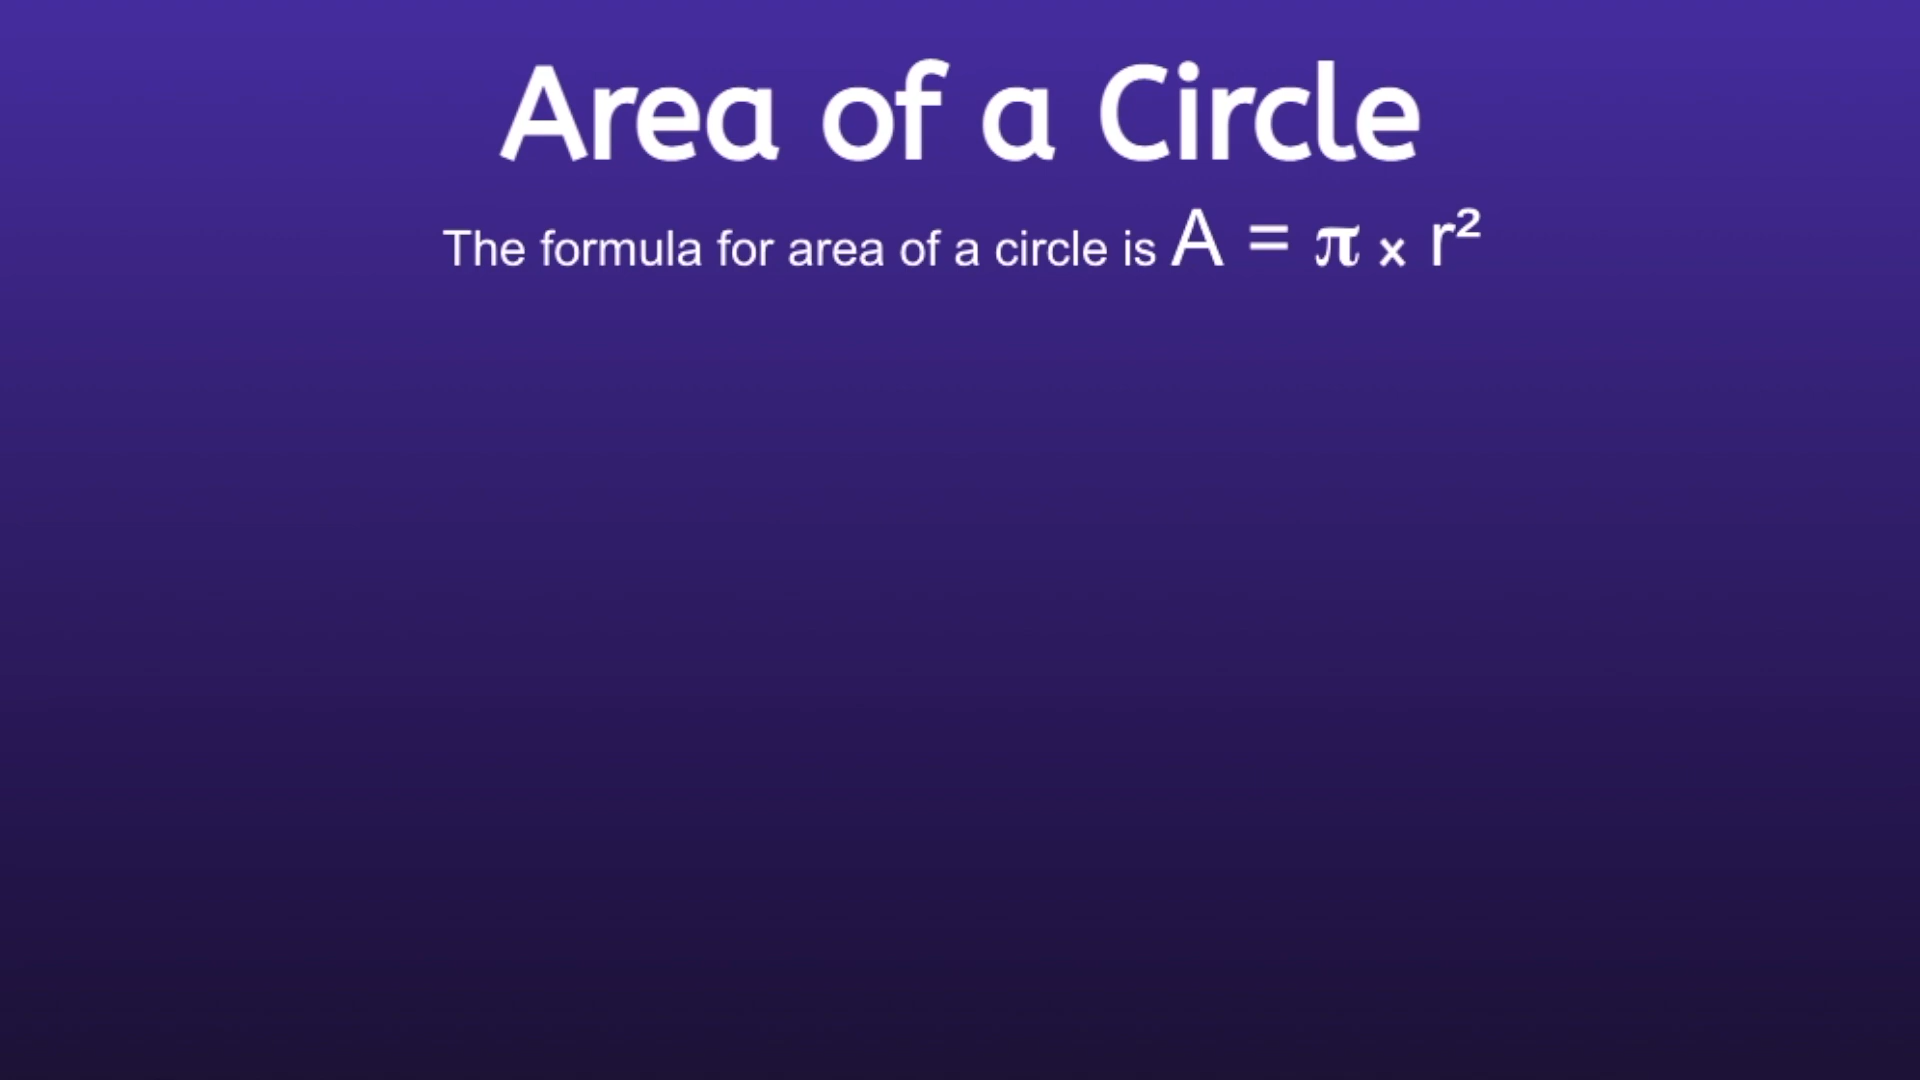 Area of a Circle
The formula for area of a circle is A = π x r²